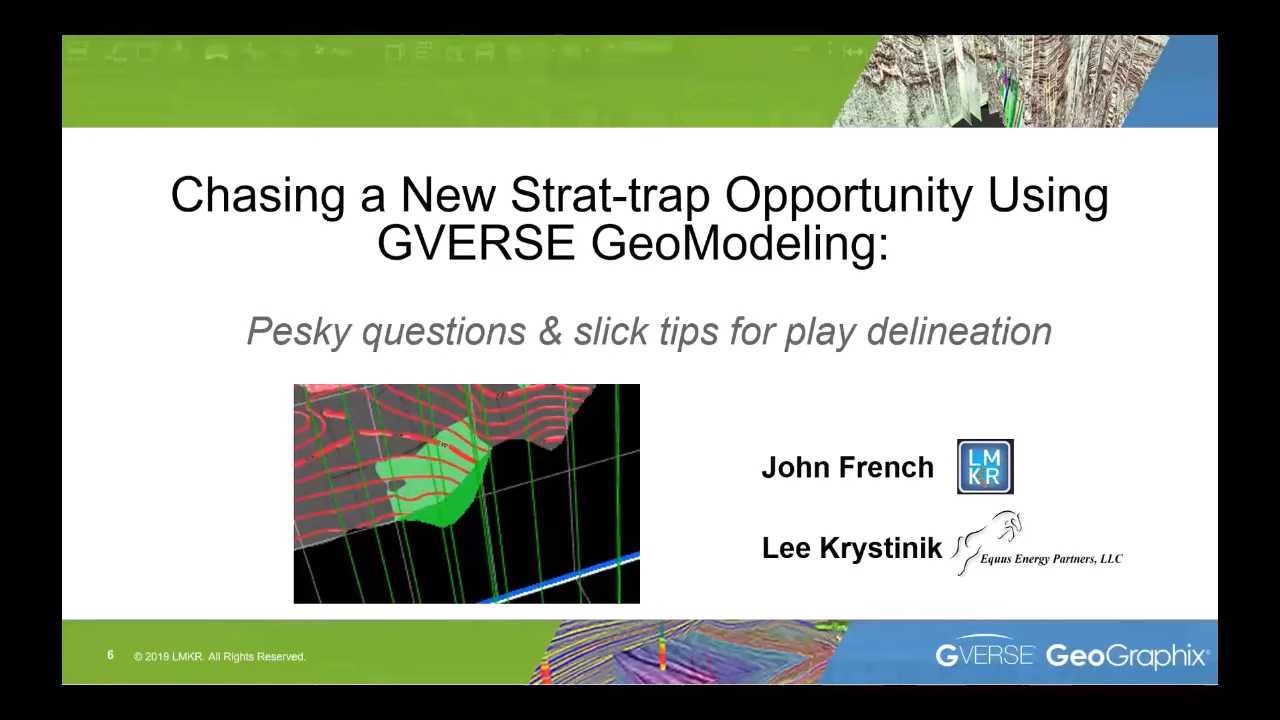 Chasing a New Strat-trap Opportunity Using
GVERSE GeoModeling:
Pesky questions & slick tips for play delineation
John French
LM
KR
Lee Krystinik
Equus Energy Partners, LLC
6
© 2019 LMKR. All Rights Reserved.
GVERSE GeoGraphix®